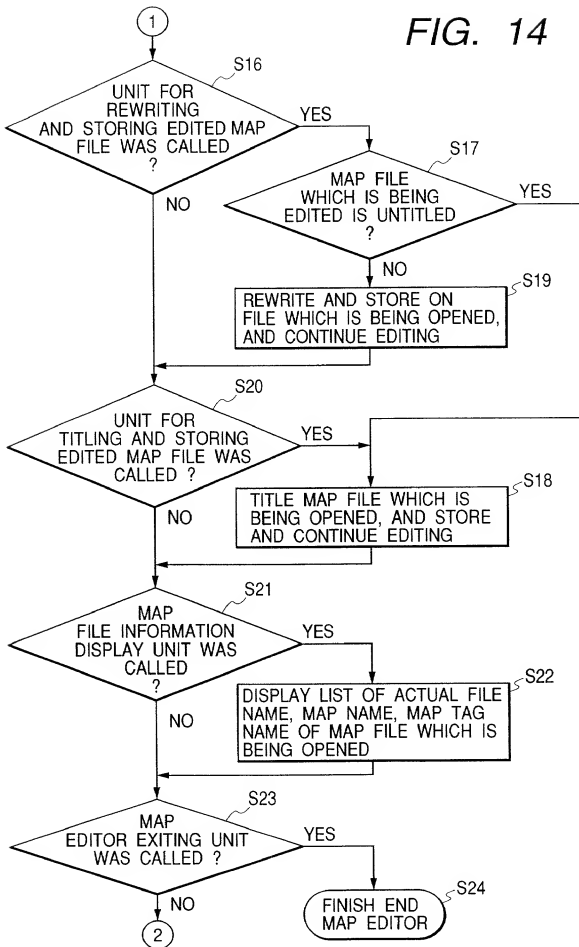 FIG. 14
1
S16
UNIT FOR
REWRITING
AND STORING EDITED MAP
FILE WAS CALLED
?
YES
NO
S17
MAP FILE
WHICH IS BEING
EDITED IS UNTITLED
?
YES
NO
S19
REWRITE AND STORE ON
FILE WHICH IS BEING OPENED,
AND CONTINUE EDITING
S20
UNIT FOR
TITLING AND STORING
EDITED MAP FILE WAS
CALLED ?
YES
NO
S18
TITLE MAP FILE WHICH IS
BEING OPENED, AND STORE
AND CONTINUE EDITING
S21
MAP
FILE INFORMATION
DISPLAY UNIT WAS
CALLED
?
YES
NO
S22
DISPLAY LIST OF ACTUAL FILE
NAME, MAP NAME, MAP TAG
NAME OF MAP FILE WHICH IS
BEING OPENED
S23
MAP
EDITOR EXITING UNIT
WAS CALLED ?
YES
NO
S24
FINISH END
MAP EDITOR
2